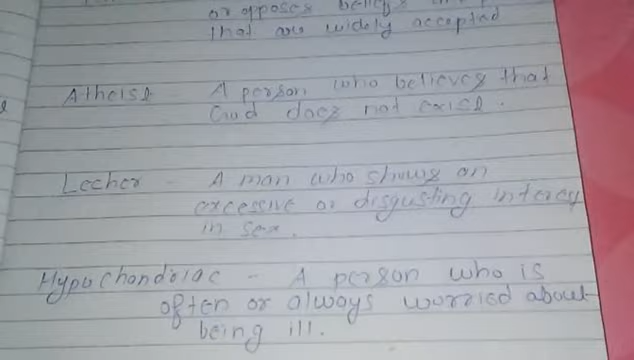 or opposes beliefs
that are widely accepted
Atheist - A person who believes that
God does not exist.
Lecher - A man who shows an
excessive or disgusting interes
in sex.
Hypochondriac - A person who is
often or always worried about
being ill.